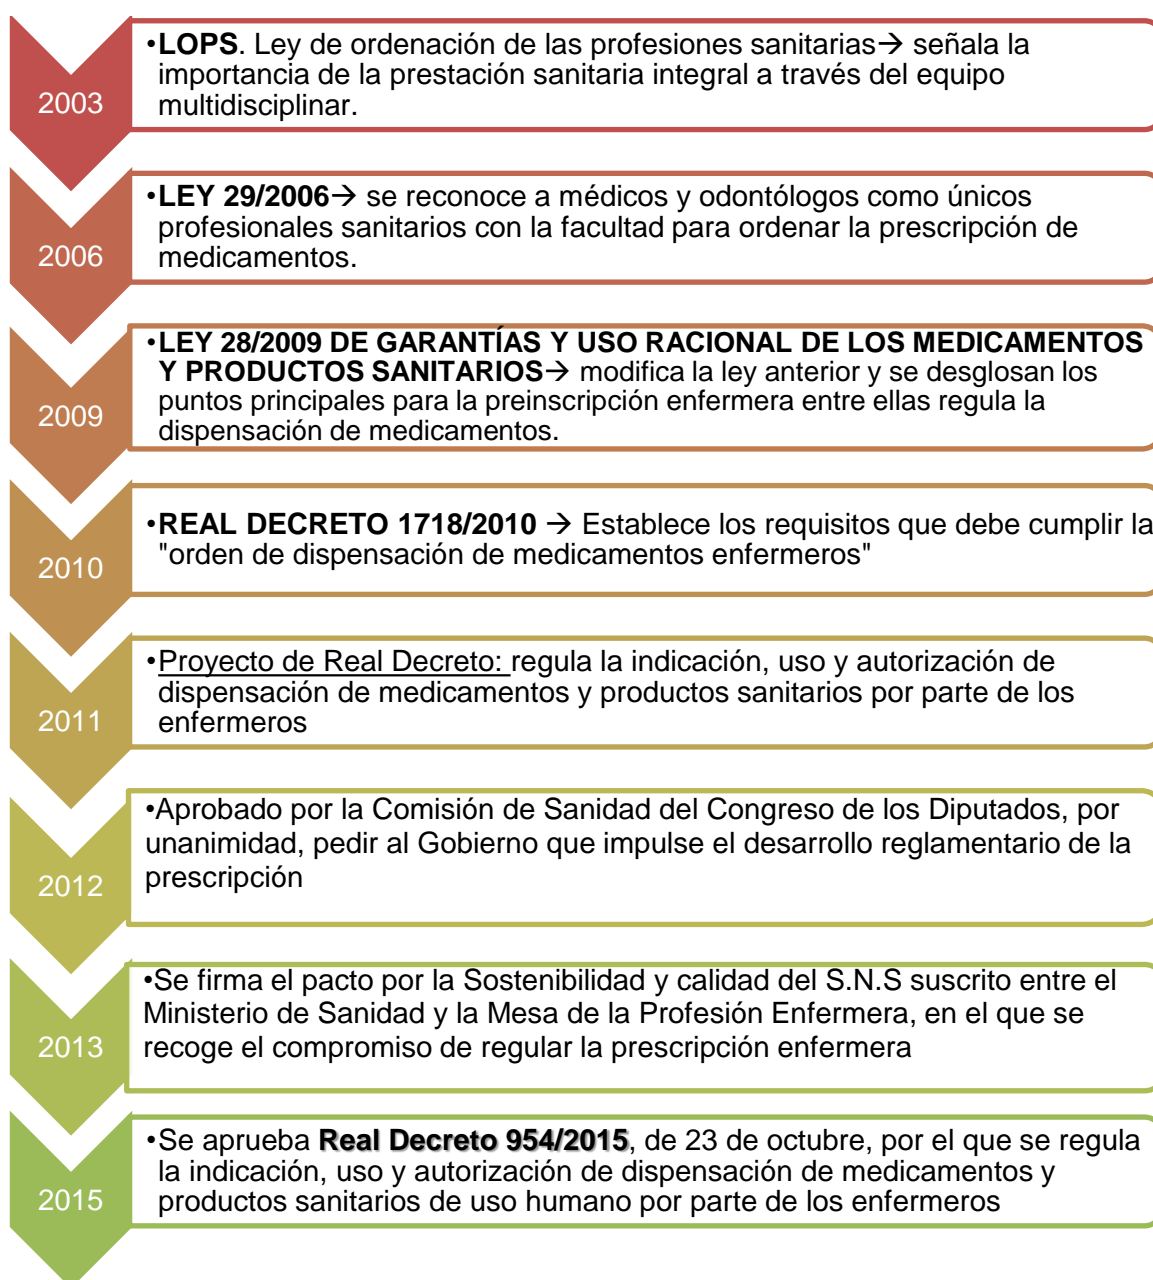 2003
•LOPS. Ley de ordenación de las profesiones sanitarias→ señala la
importancia de la prestación sanitaria integral a través del equipo
multidisciplinar.
2006
•LEY 29/2006→ se reconoce a médicos y odontólogos como únicos
profesionales sanitarios con la facultad para ordenar la prescripción de
medicamentos.
2009
•LEY 28/2009 DE GARANTÍAS Y USO RACIONAL DE LOS MEDICAMENTOS
Y PRODUCTOS SANITARIOS→ modifica la ley anterior y se desglosan los
puntos principales para la preinscripción enfermera entre ellas regula la
dispensación de medicamentos.
2010
•REAL DECRETO 1718/2010 → Establece los requisitos que debe cumplir la
"orden de dispensación de medicamentos enfermeros"
2011
•Proyecto de Real Decreto: regula la indicación, uso y autorización de
dispensación de medicamentos y productos sanitarios por parte de los
enfermeros
2012
•Aprobado por la Comisión de Sanidad del Congreso de los Diputados, por
unanimidad, pedir al Gobierno que impulse el desarrollo reglamentario de la
prescripción
2013
•Se firma el pacto por la Sostenibilidad y calidad del S.N.S suscrito entre el
Ministerio de Sanidad y la Mesa de la Profesión Enfermera, en el que se
recoge el compromiso de regular la prescripción enfermera
2015
•Se aprueba Real Decreto 954/2015, de 23 de octubre, por el que se regula
la indicación, uso y autorización de dispensación de medicamentos y
productos sanitarios de uso humano por parte de los enfermeros